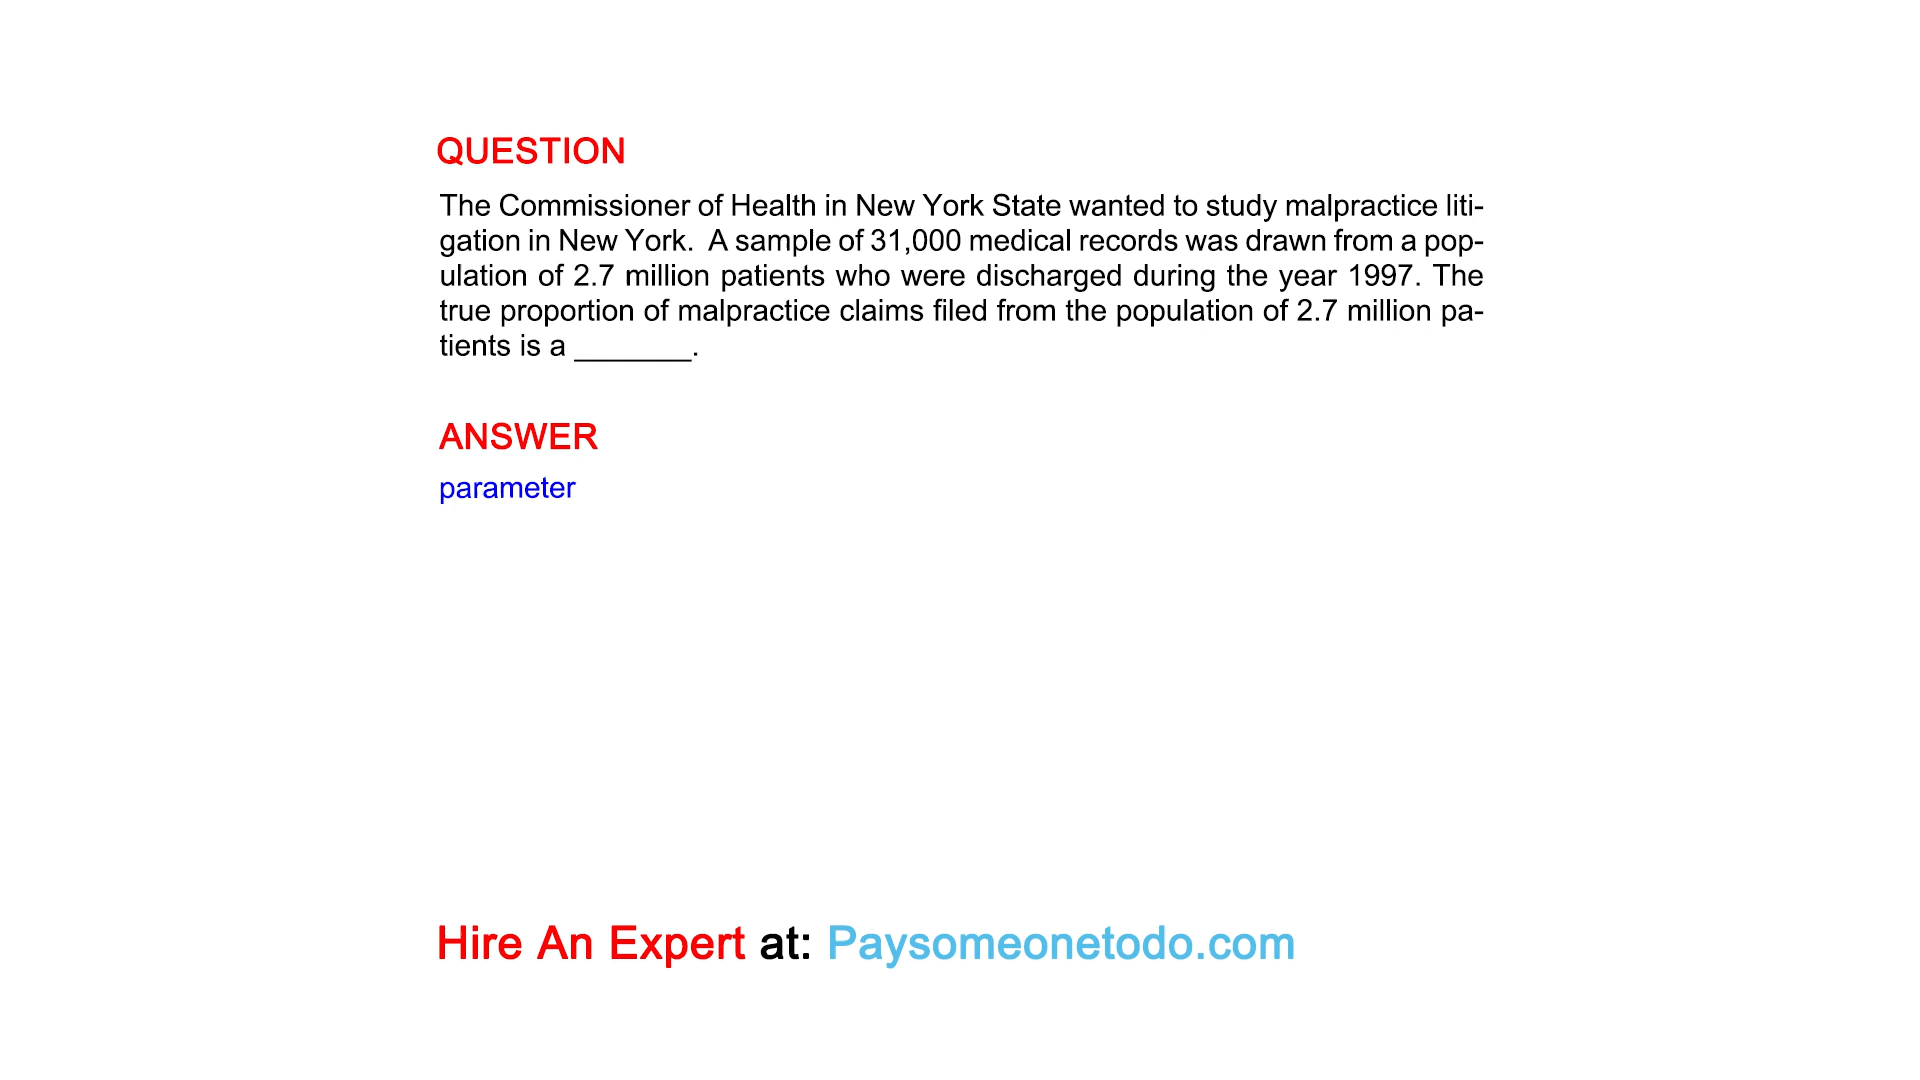 QUESTION
The Commissioner of Health in New York State wanted to study malpractice liti-
gation in New York.  A sample of 31,000 medical records was drawn from a pop-
ulation of 2.7 million patients who were discharged during the year 1997. The
true proportion of malpractice claims filed from the population of 2.7 million pa-
tients is a _______.
ANSWER
parameter
Hire An Expert at: Paysomeonetodo.com